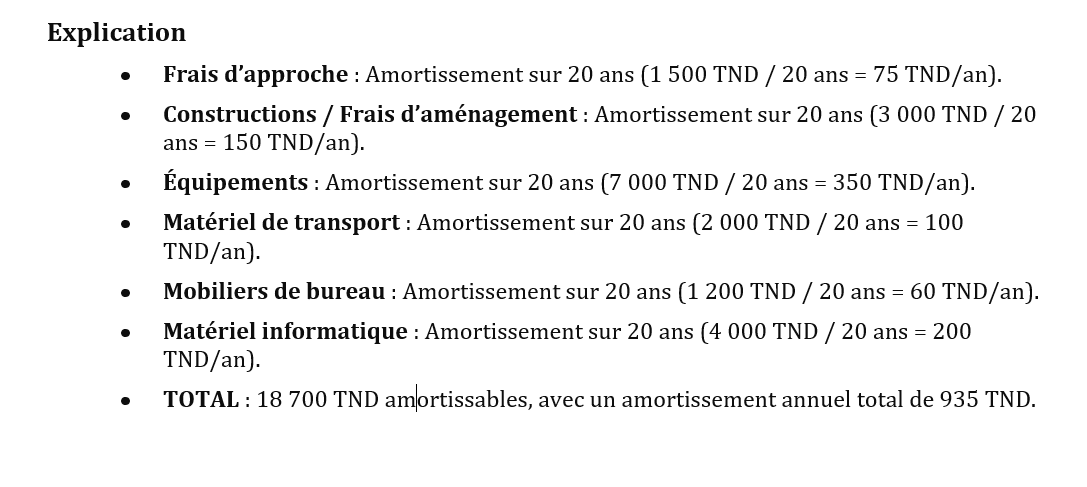 Explication
• Frais d’approche : Amortissement sur 20 ans (1 500 TND / 20 ans = 75 TND/an).
• Constructions / Frais d’aménagement : Amortissement sur 20 ans (3 000 TND / 20
ans = 150 TND/an).
• Équipements : Amortissement sur 20 ans (7 000 TND / 20 ans = 350 TND/an).
• Matériel de transport : Amortissement sur 20 ans (2 000 TND / 20 ans = 100
TND/an).
• Mobiliers de bureau : Amortissement sur 20 ans (1 200 TND / 20 ans = 60 TND/an).
• Matériel informatique : Amortissement sur 20 ans (4 000 TND / 20 ans = 200
TND/an).
• TOTAL : 18 700 TND amortissables, avec un amortissement annuel total de 935 TND.